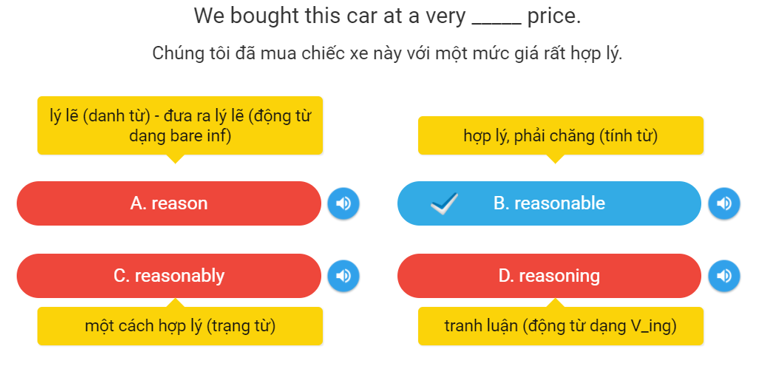 We bought this car at a very _____ price.
Chúng tôi đã mua chiếc xe này với một mức giá rất hợp lý.
lý lẽ (danh từ) - đưa ra lý lẽ (động từ
dạng bare inf)
hợp lý, phải chăng (tính từ)
A. reason
B. reasonable
C. reasonably
D. reasoning
một cách hợp lý (trạng từ)
tranh luận (động từ dạng V_ing)